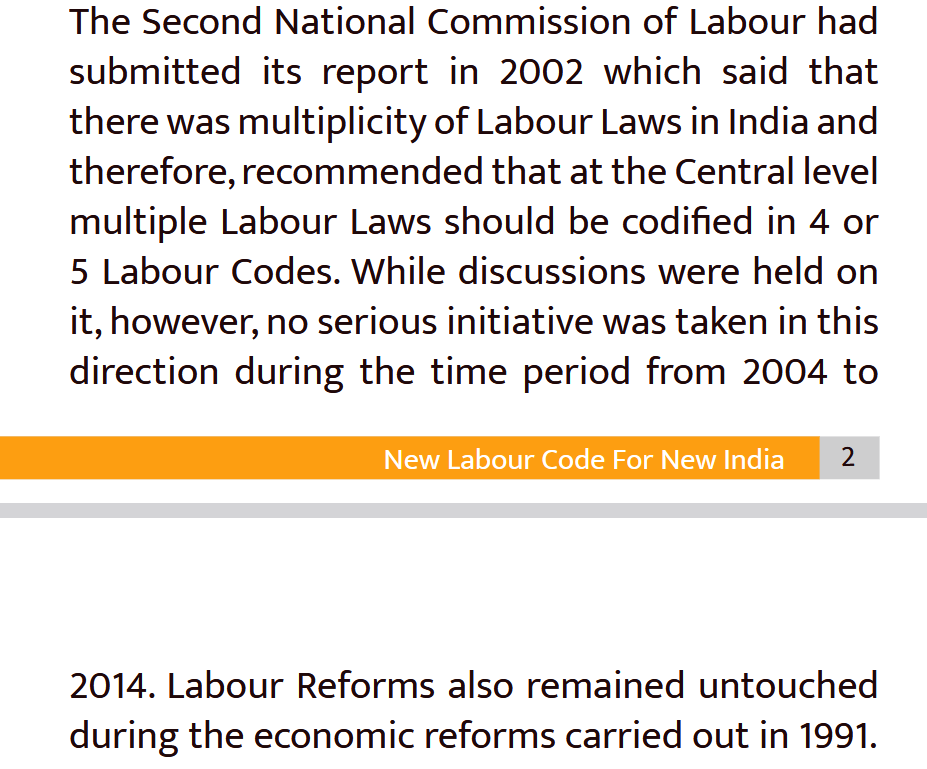 The Second National Commission of Labour had
submitted its report in 2002 which said that
there was multiplicity of Labour Laws in India and
therefore, recommended that at the Central level
multiple Labour Laws should be codified in 4 or
5 Labour Codes. While discussions were held on
it, however, no serious initiative was taken in this
direction during the time period from 2004 to
New Labour Code For New India 2
2014. Labour Reforms also remained untouched
during the economic reforms carried out in 1991.